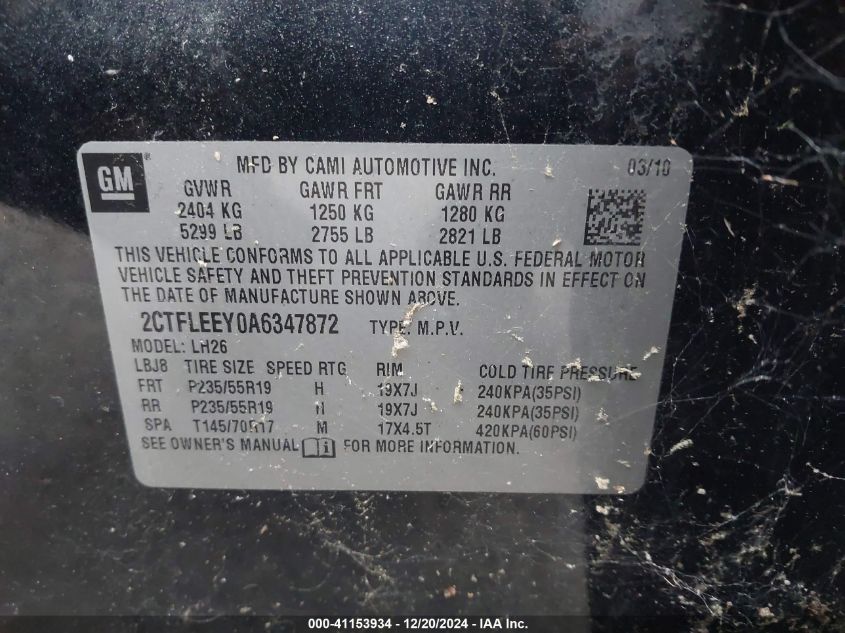 GM ®
MFD BY CAMI AUTOMOTIVE INC. 03/10
GVWR GAWR FRT GAWR RR
2404 KG 1250 KG 1280 KG
5299 LB 2755 LB 2821 LB
THIS VEHICLE CONFORMS TO ALL APPLICABLE U.S. FEDERAL MOTOR
VEHICLE SAFETY AND THEFT PREVENTION STANDARDS IN EFFECT ON
THE DATE OF MANUFACTURE SHOWN ABOVE.
2CTFLEEY0A6347872 TYPE: M.P.V.
MODEL: LH26
LBJ8 TIRE SIZE SPEED RTG RIM COLD TIRE PRESSURE
FRT P235/55R19 H 19X7J 240KPA(35PSI)
RR P235/55R19 H 19X7J 240KPA(35PSI)
SPA T145/70R17 M 17X4.5T 420KPA(60PSI)
SEE OWNER'S MANUAL FOR MORE INFORMATION.
000-41153934 - 12/20/2024 - IAA Inc.